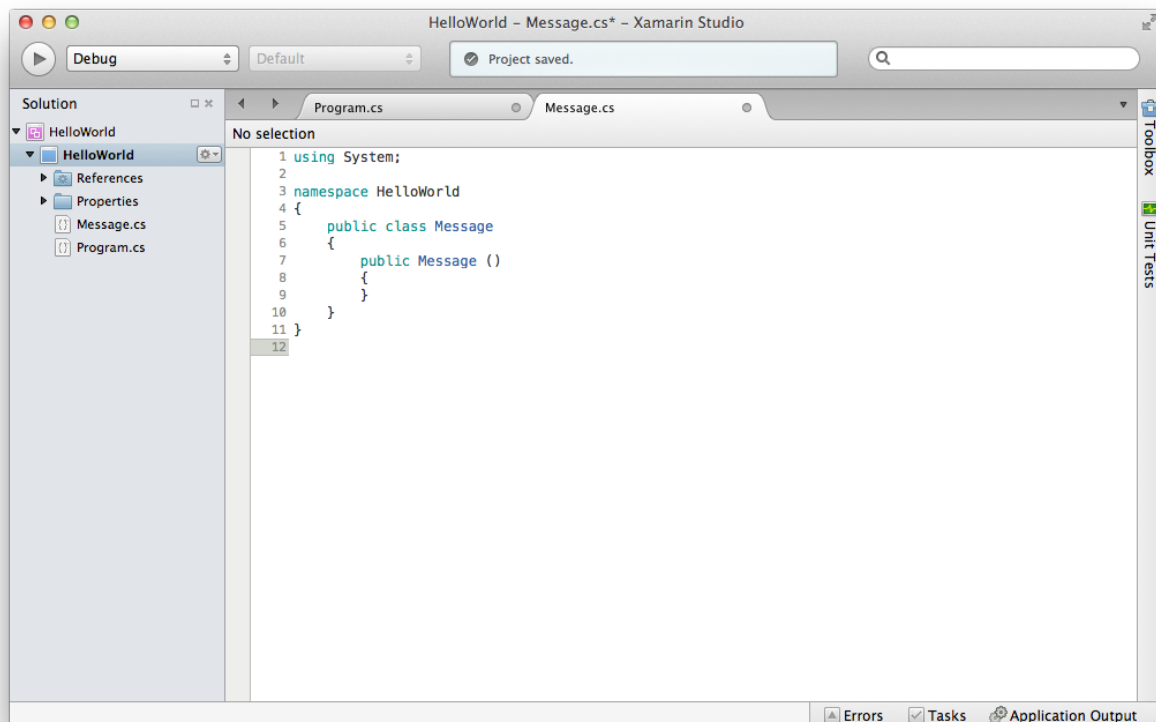 HelloWorld – Message.cs* – Xamarin Studio
Debug
Default
Project saved.
Solution
Program.cs
Message.cs
HelloWorld
HelloWorld
References
Properties
Message.cs
Program.cs
No selection
1 using System;
2
3 namespace HelloWorld
4 {
5     public class Message
6     {
7         public Message ()
8         {
9         }
10     }
11 }
12
Toolbox
Unit Tests
Errors
Tasks
Application Output